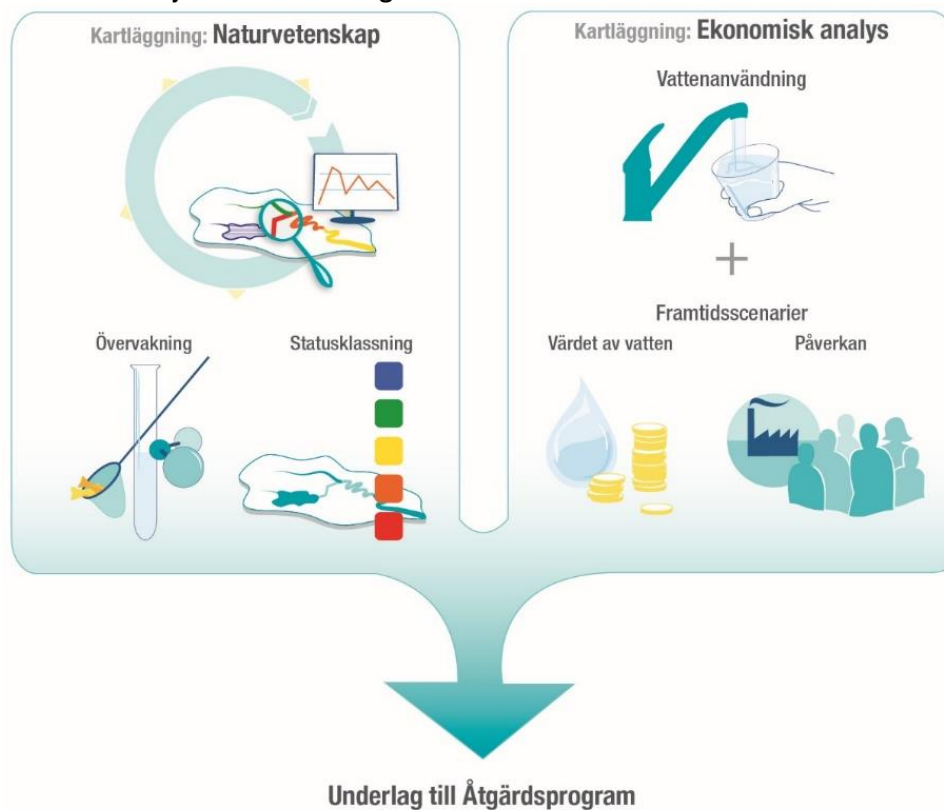 Kartläggning: Naturvetenskap
Övervakning
Statusklassning
Kartläggning: Ekonomisk analys
Vattenanvändning
+
Framtidsscenarier
Värdet av vatten
Påverkan
Underlag till Åtgärdsprogram